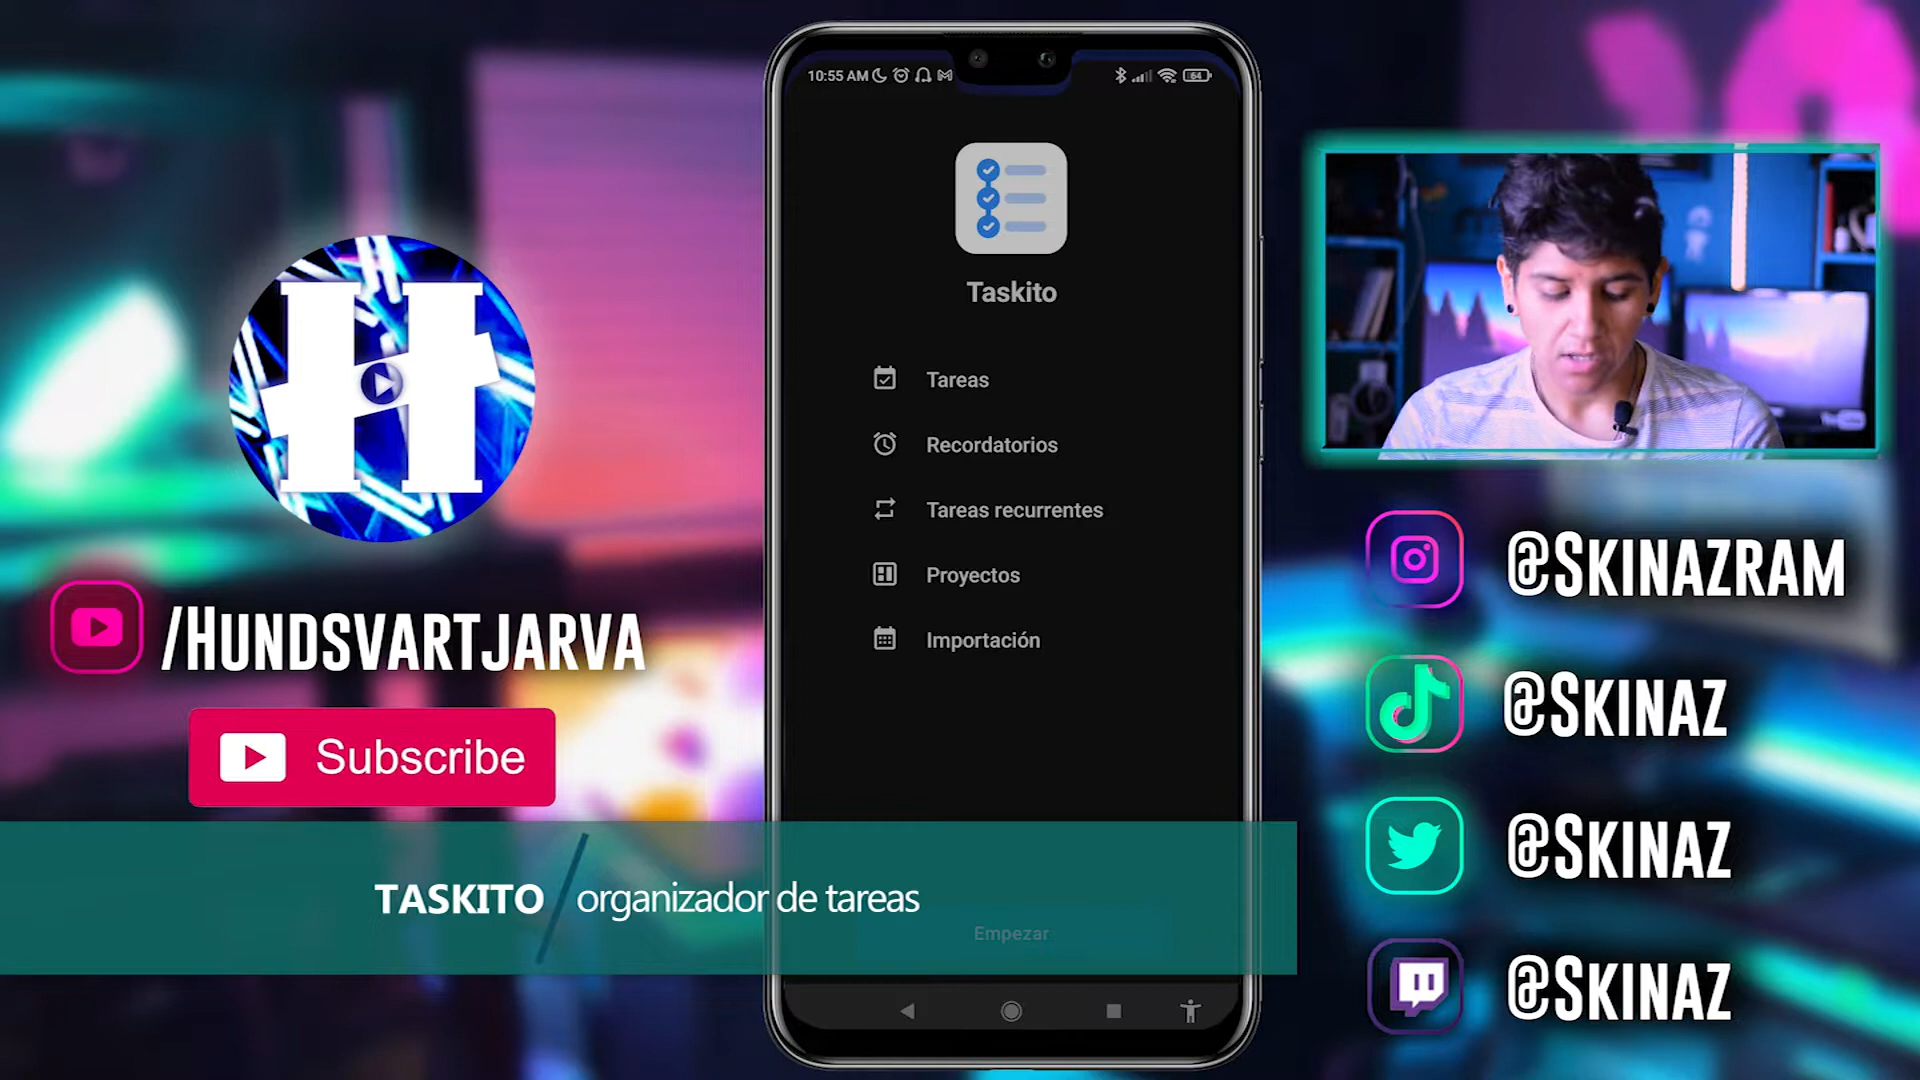 10:55 AM
64
Taskito
Tareas
Recordatorios
Tareas recurrentes
Proyectos
Importación
Empezar
H
/HUNDSVARTJARVA
Subscribe
TASKITO / organizador de tareas
@SKINAZRAM
@SKINAZ
@SKINAZ
@SKINAZ